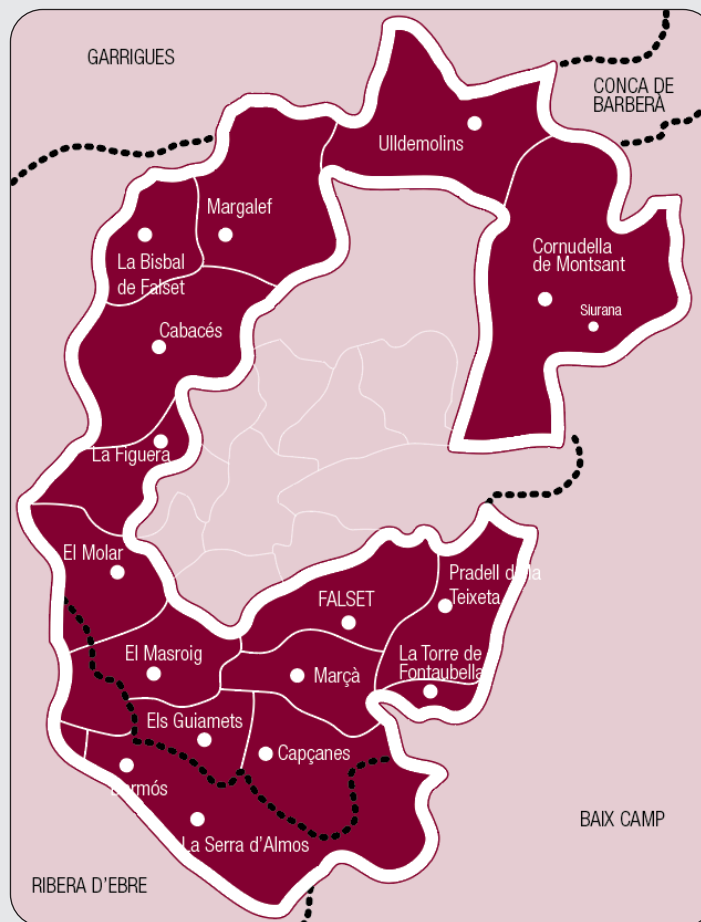 GARRIGUES
CONCA DE
BARBERÀ
Ulldemolins
Margalef
Cornudella
de Montsant
La Bisbal
de Falset
Siurana
Cabacés
La Figuera
El Molar
Pradell de la
Teixeta
FALSET
El Masroig
La Torre de
Fontaubella
Marçà
Els Guiamets
Capçanes
Darmós
La Serra d'Almos
BAIX CAMP
RIBERA D'EBRE